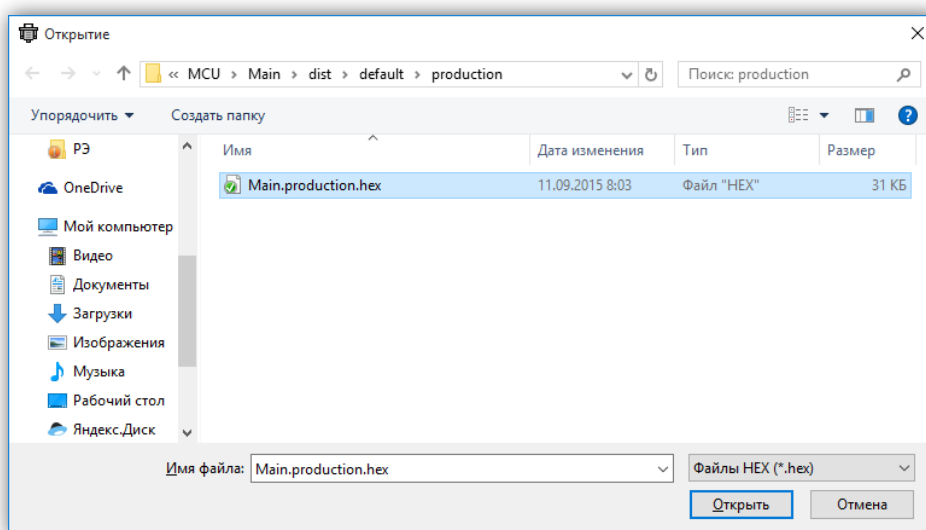 Открытие
« MCU › Main › dist › default › production
Поиск: production
Упорядочить
Создать папку
Имя
Дата изменения
Тип
Размер
РЭ
OneDrive
Мой компьютер
Видео
Документы
Загрузки
Изображения
Музыка
Рабочий стол
Яндекс.Диск
Main.production.hex 11.09.2015 8:03 Файл "HEX" 31 КБ
Имя файла: Main.production.hex
Файлы HEX (*.hex)
Открыть
Отмена